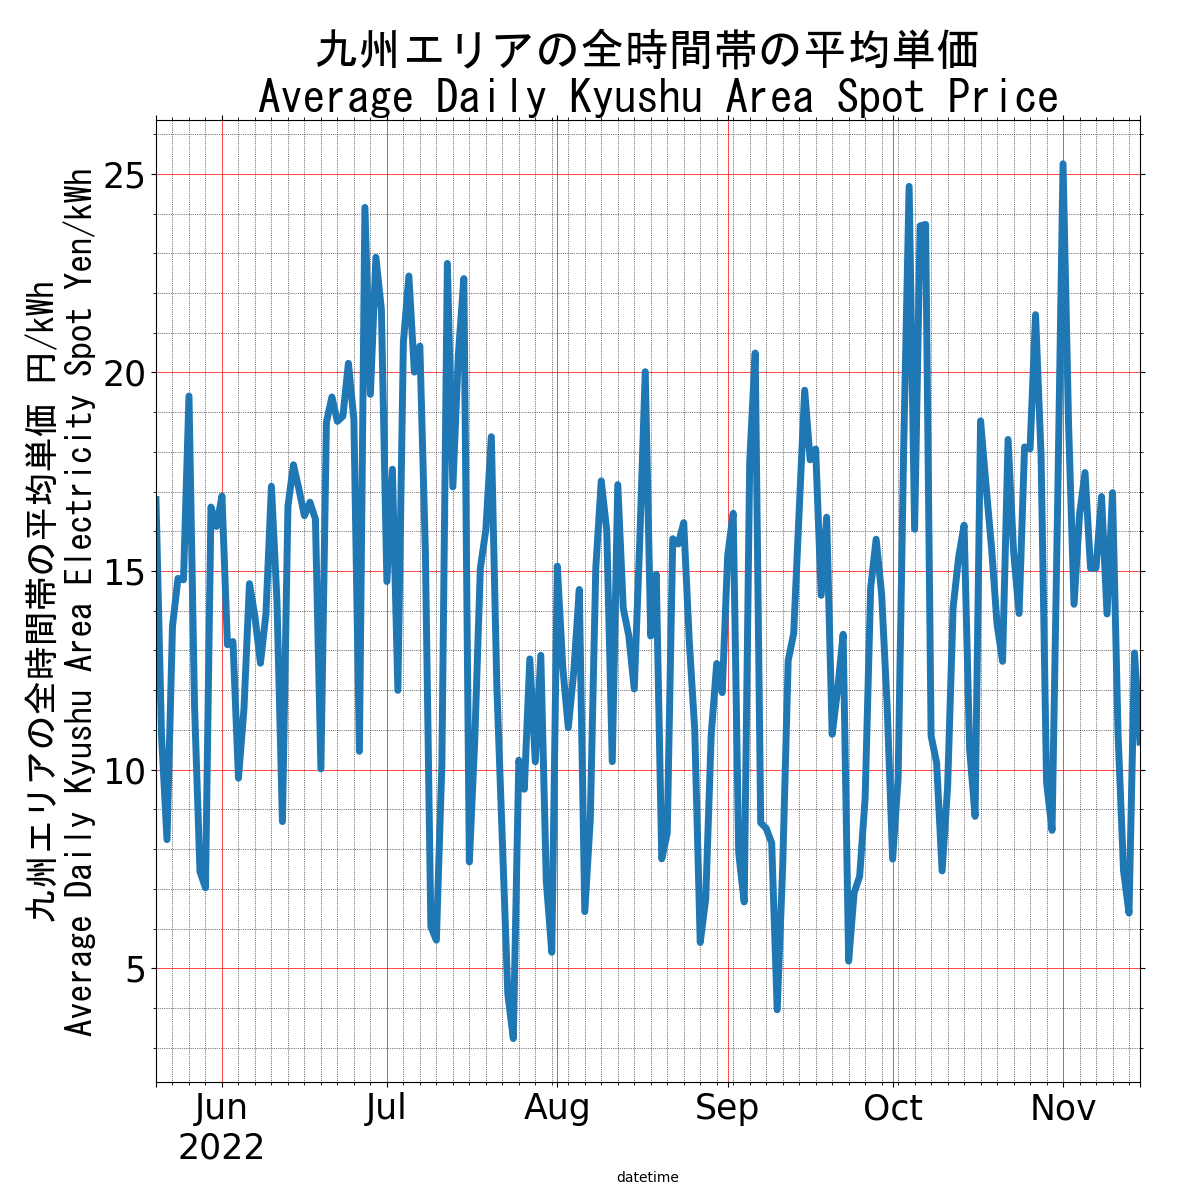 九州エリアの全時間帯の平均単価
Average Daily Kyushu Area Spot Price
九州エリアの全時間帯の平均単価 円/kWh
Average Daily Kyushu Area Electricity Spot Yen/kWh
25
20
15
10
5
Jun
2022
Jul
Aug
Sep
Oct
Nov
datetime